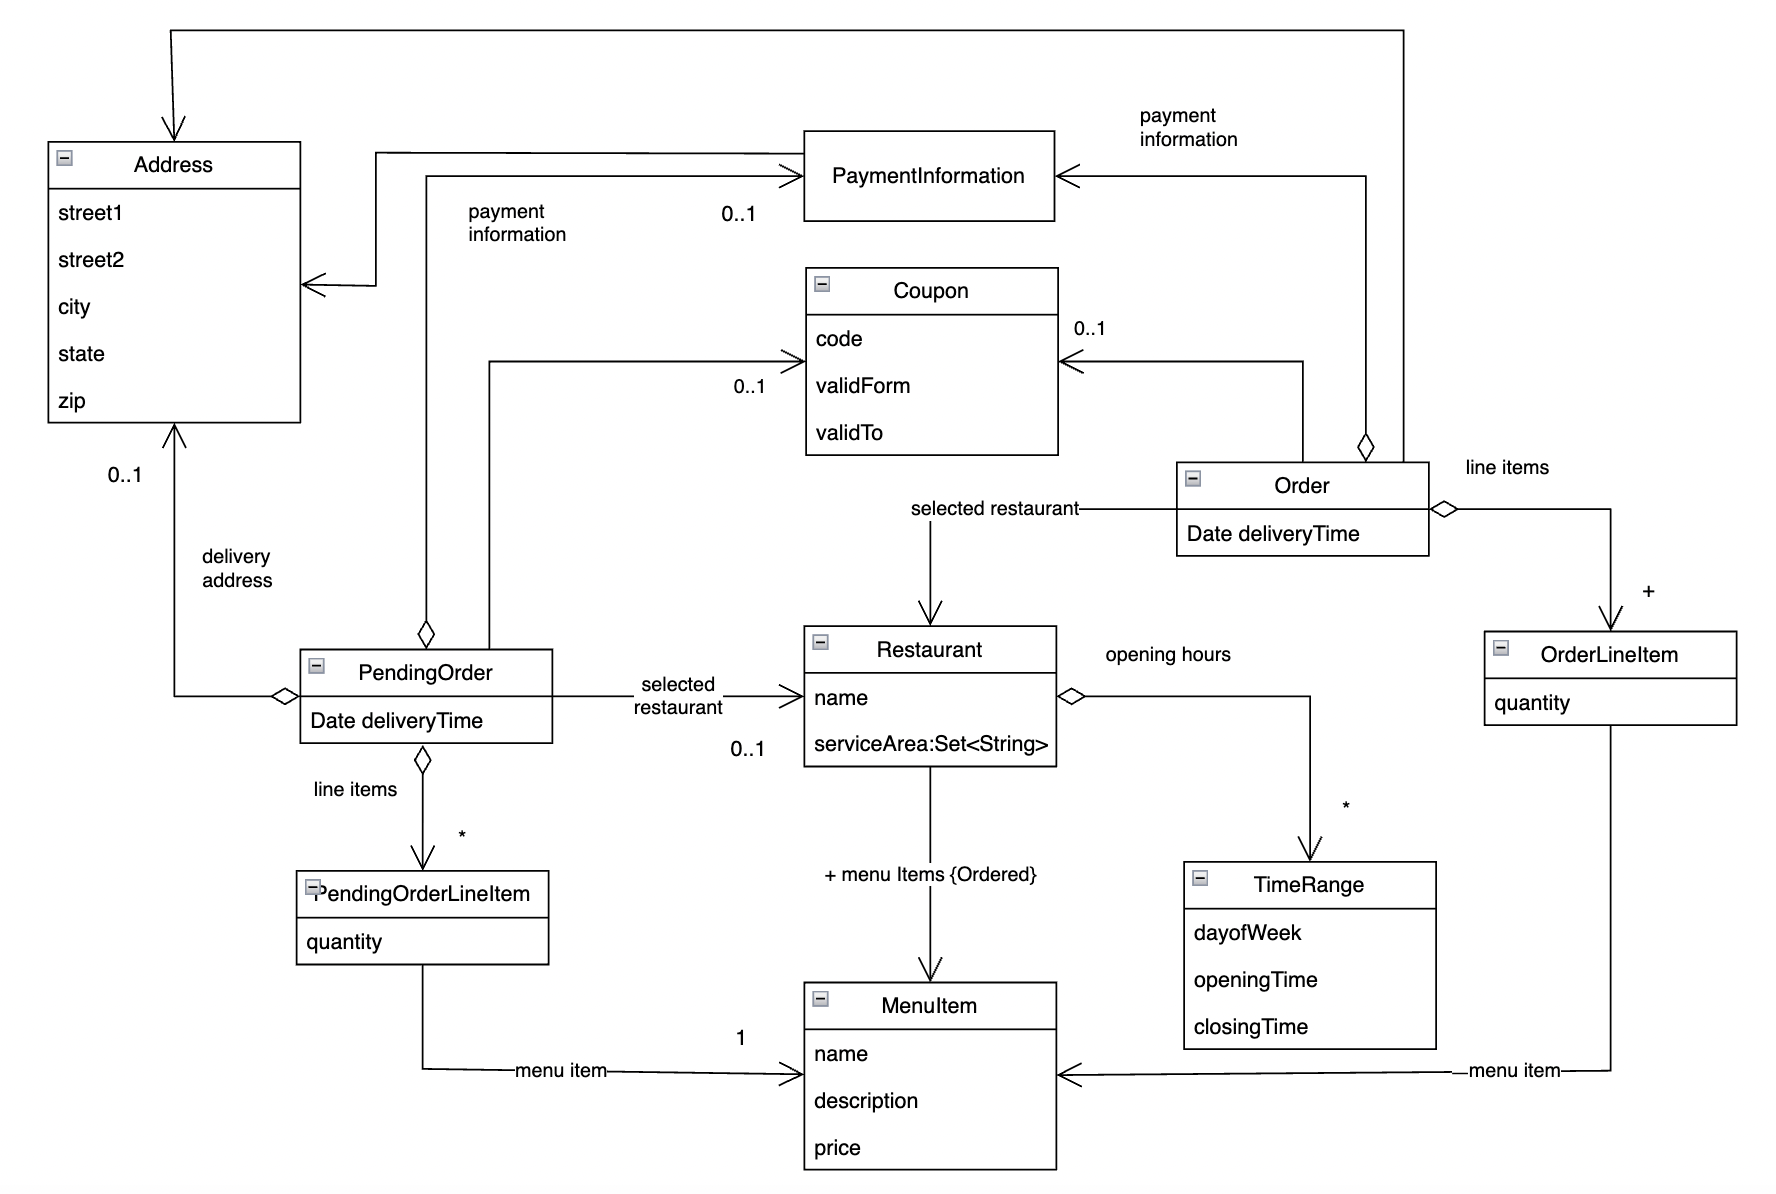 payment
information
Address
PaymentInformation
street1
street2
city
state
zip
payment
information
0..1
Coupon
code
validForm
validTo
0..1
0..1
0..1
Order
Date deliveryTime
line items
selected restaurant
delivery
address
+
PendingOrder
Date deliveryTime
selected
restaurant
0..1
Restaurant
name
serviceArea:Set<String>
opening hours
OrderLineItem
quantity
line items
*
*
PendingOrderLineItem
quantity
+ menu Items {Ordered}
TimeRange
dayofWeek
openingTime
closingTime
MenuItem
name
description
price
1
menu item
menu item